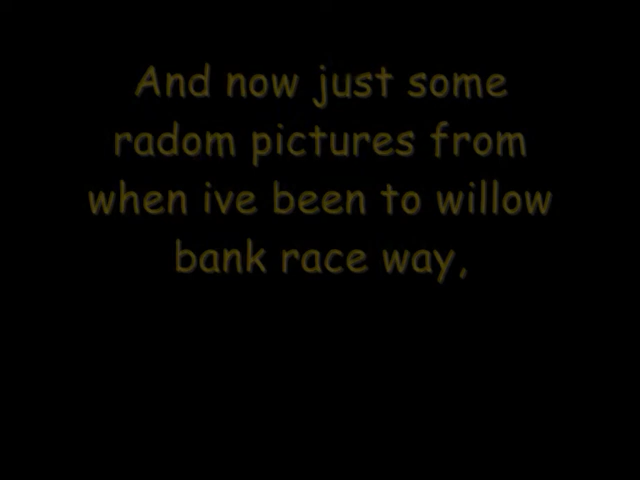 And now just some
radom pictures from
when ive been to willow
bank race way,